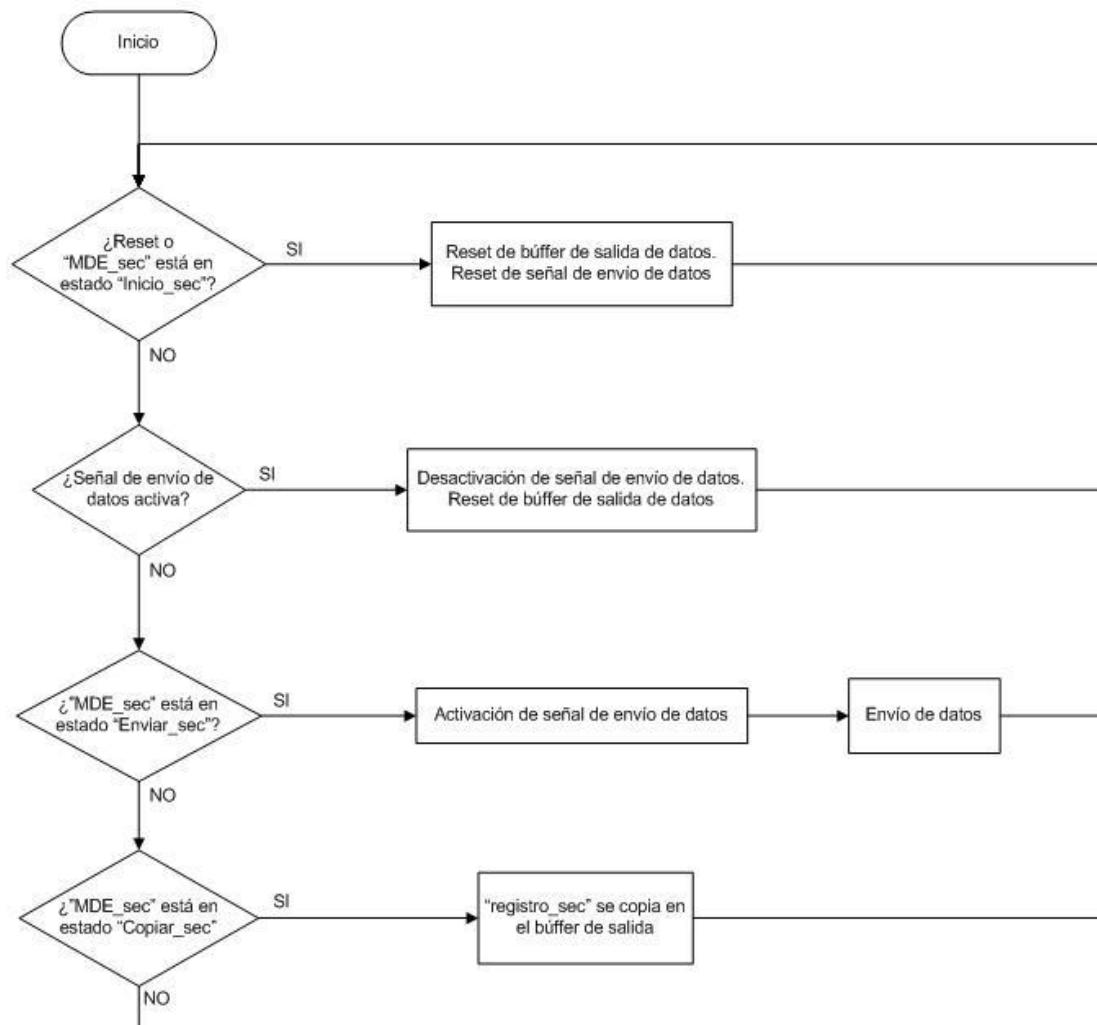 Inicio
¿Reset o
“MDE_sec” está en
estado “Inicio_sec”?
SI
Reset de búffer de salida de datos.
Reset de señal de envío de datos
NO
¿Señal de envío de
datos activa?
SI
Desactivación de señal de envío de datos.
Reset de búffer de salida de datos
NO
¿”MDE_sec” está en
estado “Enviar_sec”?
SI
Activación de señal de envío de datos
Envío de datos
NO
¿”MDE_sec” está en
estado “Copiar_sec”
SI
“registro_sec” se copia en
el búffer de salida
NO